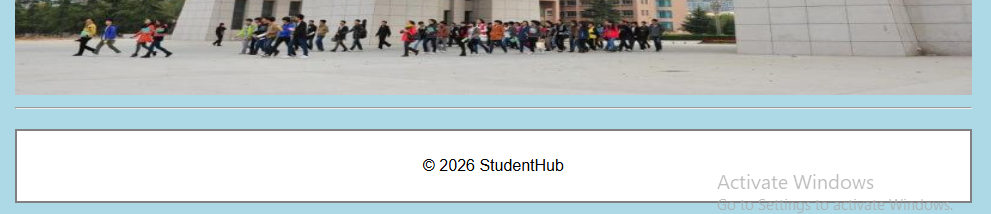 © 2026 StudentHub
Activate Windows
Go to Settings to activate Windows.